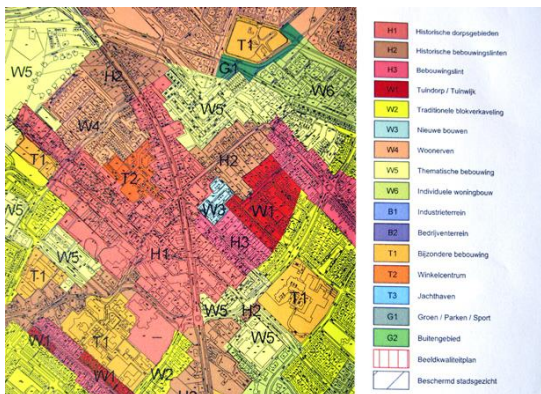 T1
H2
G1
W5
W6
W5
W4
H2
T1
T2
W3
W1
W5
H3
H1
W5
T1
T1
W5
H2
W1
T1
W5
W1
W2
H2
H1 Historische dorpsgebieden
H2 Historische bebouwingslinten
H3 Bebouwingslint
W1 Tuindorp / Tuinwijk
W2 Traditionele blokverkaveling
W3 Nieuwe bouwen
W4 Woonerven
W5 Thematische bebouwing
W6 Individuele woningbouw
B1 Industrieterrein
B2 Bedrijventerrein
T1 Bijzondere bebouwing
T2 Winkelcentrum
T3 Jachthaven
G1 Groen / Parken / Sport
G2 Buitengebied
Beeldkwaliteitplan
Beschermd stadsgezicht